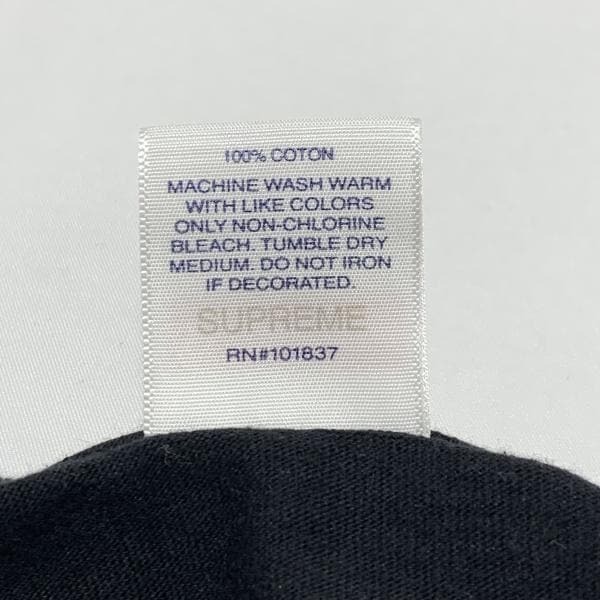 100% COTON
MACHINE WASH WARM
WITH LIKE COLORS
ONLY NON-CHLORINE
BLEACH. TUMBLE DRY
MEDIUM. DO NOT IRON
IF DECORATED.
SUPREME
RN#101837